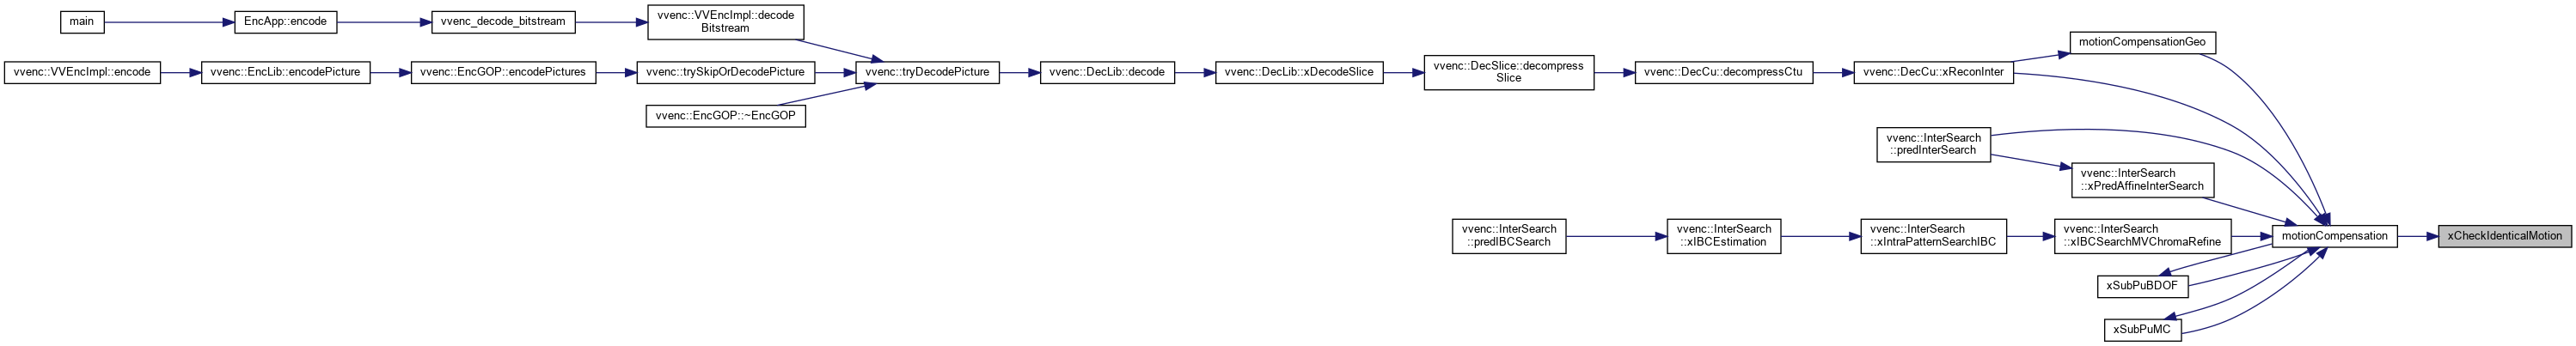 main
EncApp::encode
vvenc_decode_bitstream
vvenc::VVEncImpl::decode
Bitstream
motionCompensationGeo
vvenc::VVEncImpl::encode
vvenc::EncLib::encodePicture
vvenc::EncGOP::encodePictures
vvenc::trySkipOrDecodePicture
vvenc::tryDecodePicture
vvenc::DecLib::decode
vvenc::DecLib::xDecodeSlice
vvenc::DecSlice::decompress
Slice
vvenc::DecCu::decompressCtu
vvenc::DecCu::xReconInter
vvenc::EncGOP::~EncGOP
vvenc::InterSearch
::predInterSearch
vvenc::InterSearch
::xPredAffineInterSearch
vvenc::InterSearch
::predIBCSearch
vvenc::InterSearch
::xIBCEstimation
vvenc::InterSearch
::xIntraPatternSearchIBC
vvenc::InterSearch
::xIBCSearchMVChromaRefine
motionCompensation
xCheckIdenticalMotion
xSubPuBDOF
xSubPuMC